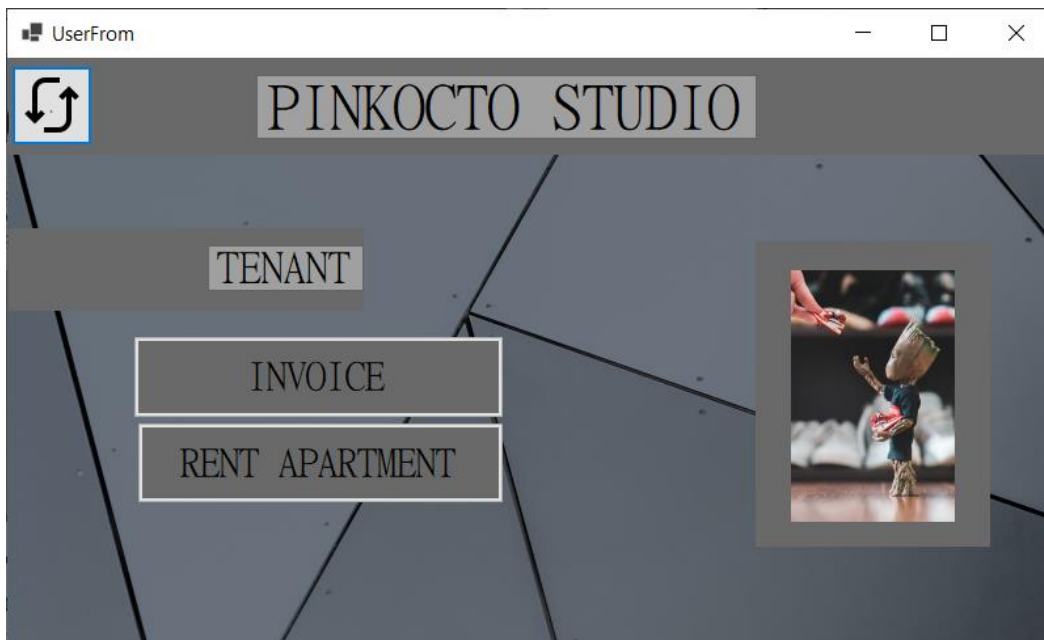 UserFrom
PINKOCTO STUDIO
TENANT
INVOICE
RENT APARTMENT